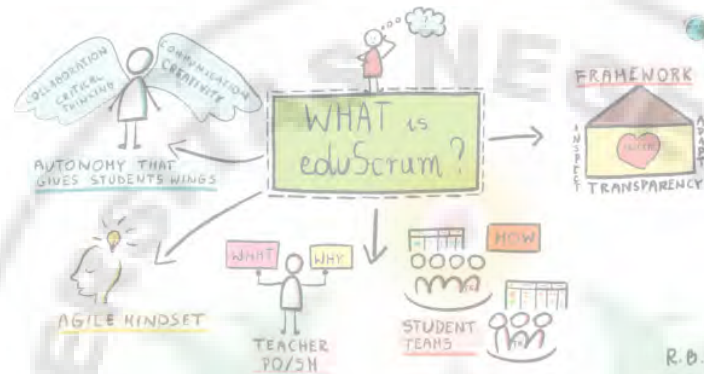 COLLABORATION
CRITICAL
THINKING
COMMUNICATION
CREATIVITY
AUTONOMY THAT
GIVES STUDENTS WINGS
?
WHAT is
eduScrum?
FRAMEWORK
INSPECT
ADAPT
TRANSPARENCY
AGILE MINDSET
WHAT
WHY
TEACHER
PO/SM
HOW
STUDENT
TEAMS
R.B.